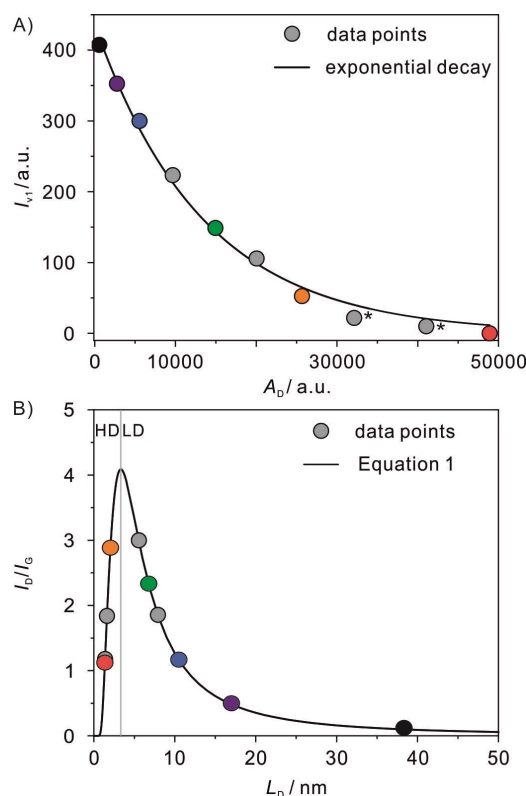 A)
400
300
200
100
0
I_v1 / a.u.
data points
exponential decay
*
*
0 10000 20000 30000 40000 50000
A_D / a.u.
B)
5
4
3
2
1
0
I_D/I_G
HD LD
data points
Equation 1
0 10 20 30 40 50
L_D / nm